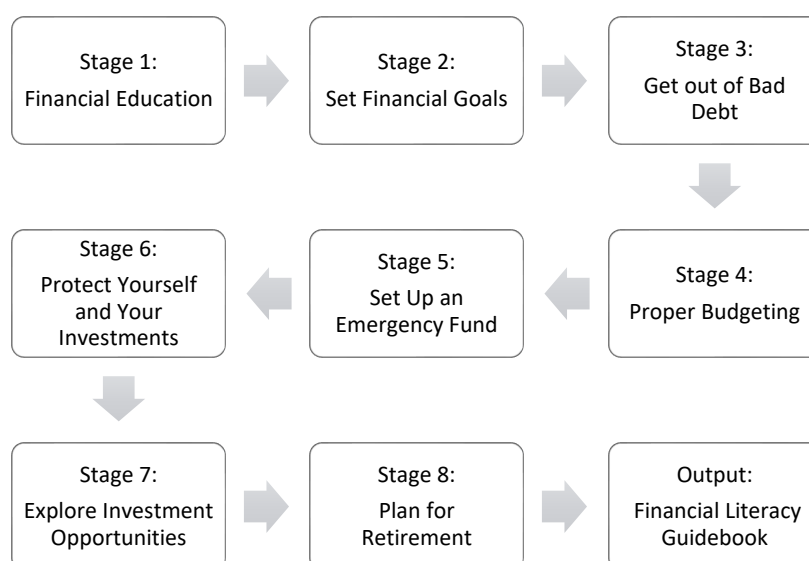 Stage 1:
Financial Education
Stage 2:
Set Financial Goals
Stage 3:
Get out of Bad
Debt
Stage 4:
Proper Budgeting
Stage 5:
Set Up an
Emergency Fund
Stage 6:
Protect Yourself
and Your
Investments
Stage 7:
Explore Investment
Opportunities
Stage 8:
Plan for
Retirement
Output:
Financial Literacy
Guidebook